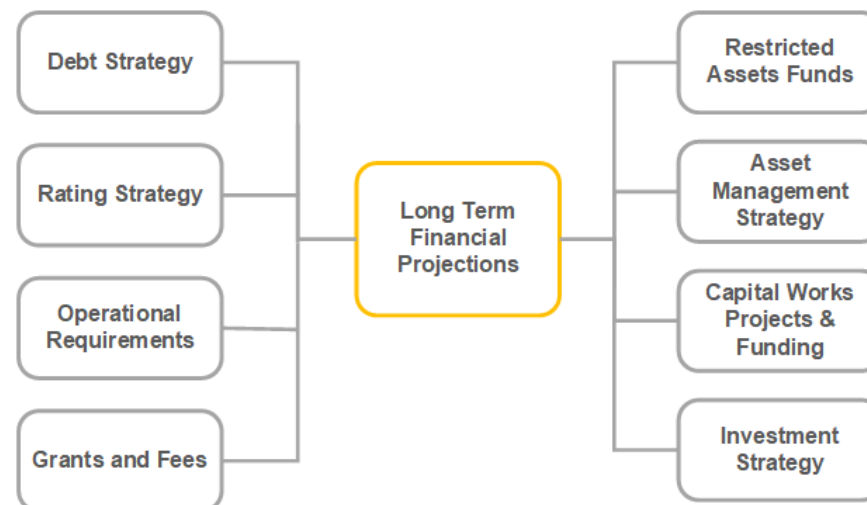 Debt Strategy
Rating Strategy
Operational
Requirements
Grants and Fees
Long Term
Financial
Projections
Restricted
Assets Funds
Asset
Management
Strategy
Capital Works
Projects &
Funding
Investment
Strategy